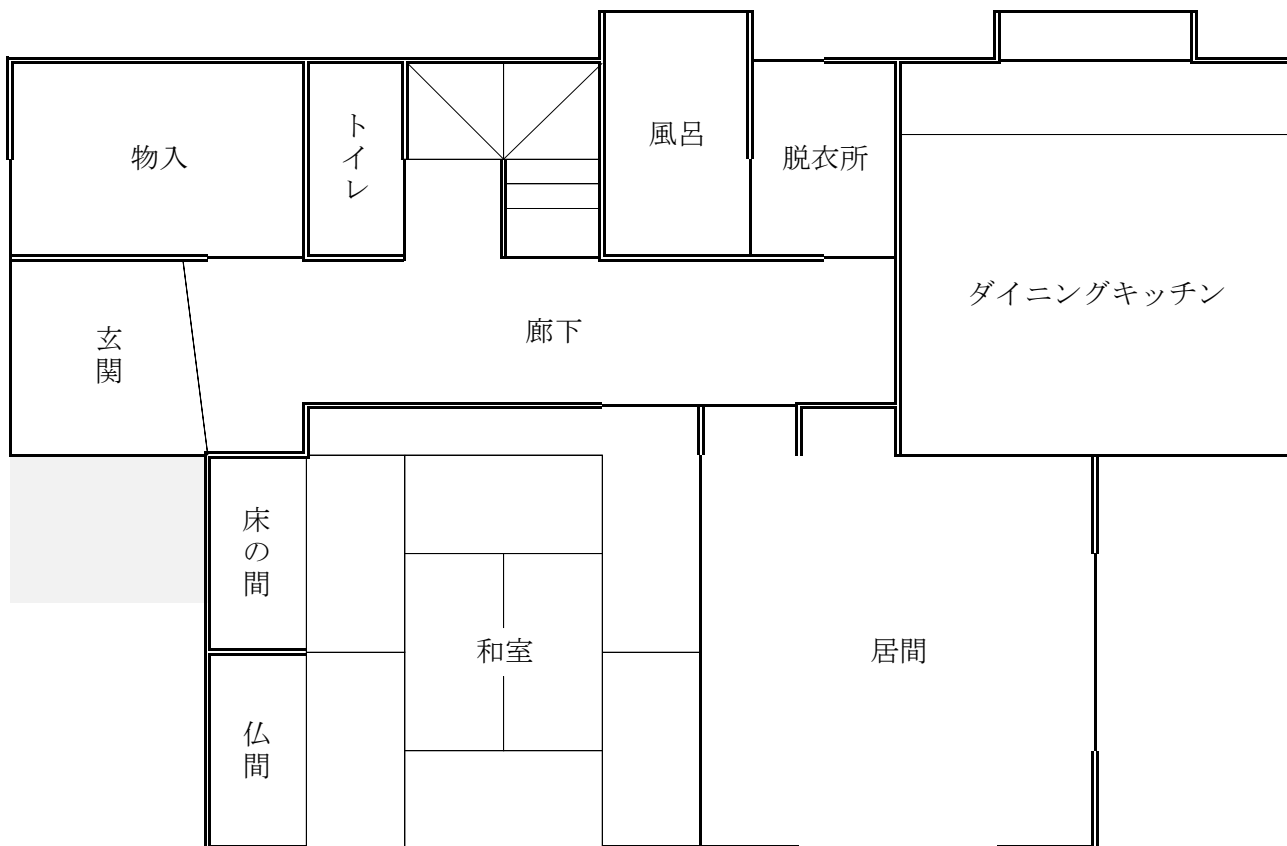 物入
トイレ
風呂
脱衣所
ダイニングキッチン
玄関
廊下
床の間
和室
居間
仏間